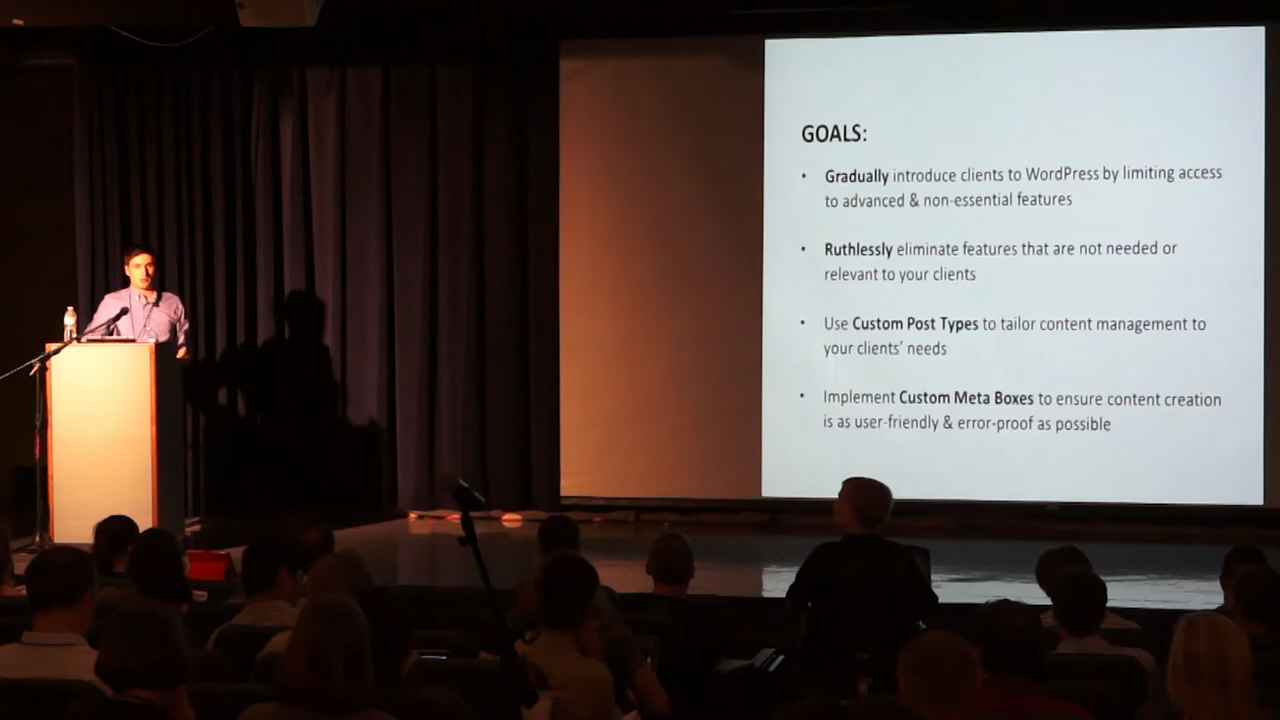 GOALS:
• Gradually introduce clients to WordPress by limiting access
to advanced & non-essential features
• Ruthlessly eliminate features that are not needed or
relevant to your clients
• Use Custom Post Types to tailor content management to
your clients' needs
• Implement Custom Meta Boxes to ensure content creation
is as user-friendly & error-proof as possible